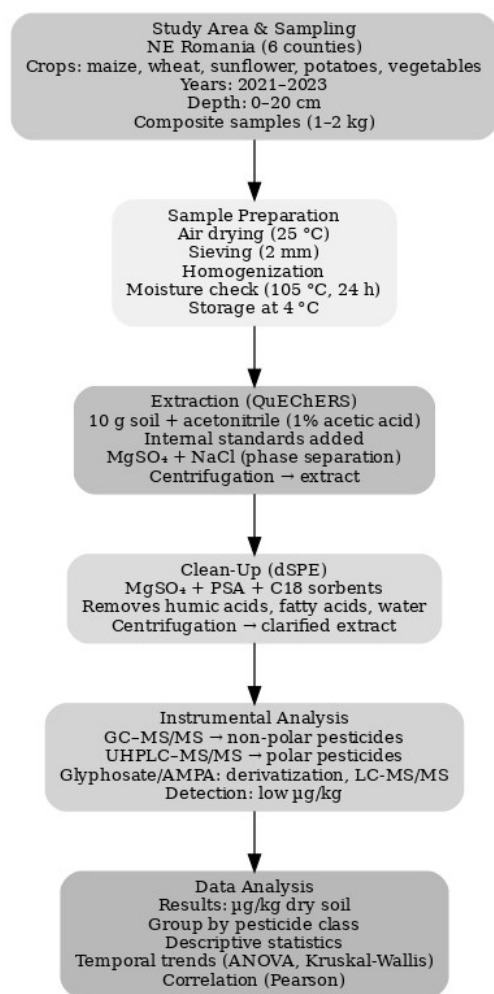 Study Area & Sampling
NE Romania (6 counties)
Crops: maize, wheat, sunflower, potatoes, vegetables
Years: 2021–2023
Depth: 0–20 cm
Composite samples (1–2 kg)
Sample Preparation
Air drying (25 °C)
Sieving (2 mm)
Homogenization
Moisture check (105 °C, 24 h)
Storage at 4 °C
Extraction (QuEChERS)
10 g soil + acetonitrile (1% acetic acid)
Internal standards added
MgSO₄ + NaCl (phase separation)
Centrifugation → extract
Clean-Up (dSPE)
MgSO₄ + PSA + C18 sorbents
Removes humic acids, fatty acids, water
Centrifugation → clarified extract
Instrumental Analysis
GC–MS/MS → non-polar pesticides
UHPLC–MS/MS → polar pesticides
Glyphosate/AMPA: derivatization, LC-MS/MS
Detection: low µg/kg
Data Analysis
Results: µg/kg dry soil
Group by pesticide class
Descriptive statistics
Temporal trends (ANOVA, Kruskal-Wallis)
Correlation (Pearson)